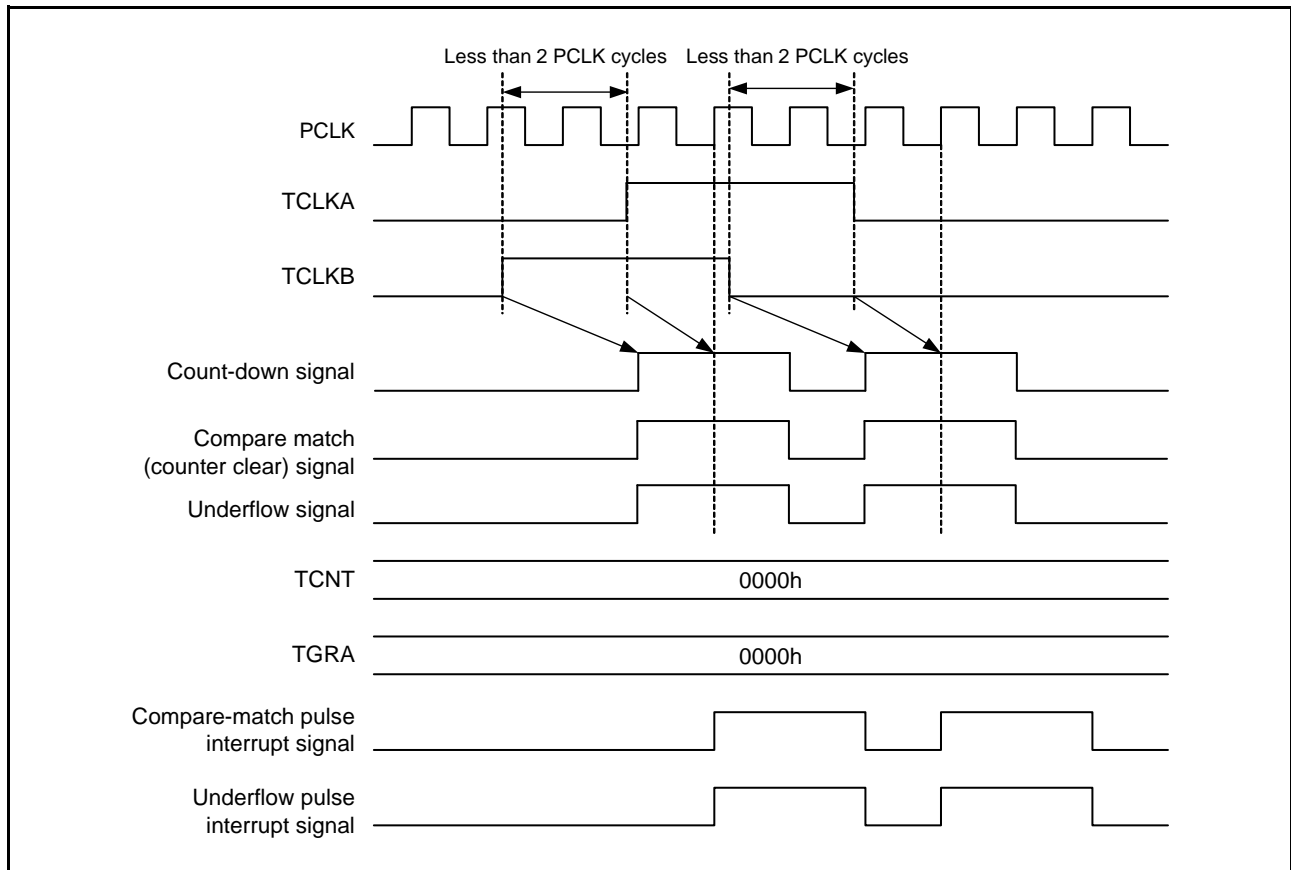 Less than 2 PCLK cycles Less than 2 PCLK cycles
PCLK
TCLKA
TCLKB
Count-down signal
Compare match
(counter clear) signal
Underflow signal
TCNT 0000h
TGRA 0000h
Compare-match pulse
interrupt signal
Underflow pulse
interrupt signal